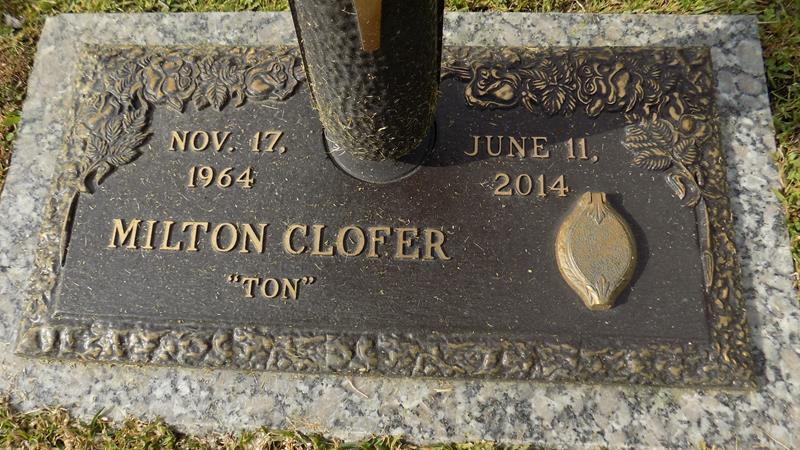 NOV. 17,
1964
JUNE 11,
2014
MILTON CLOFER
"TON"